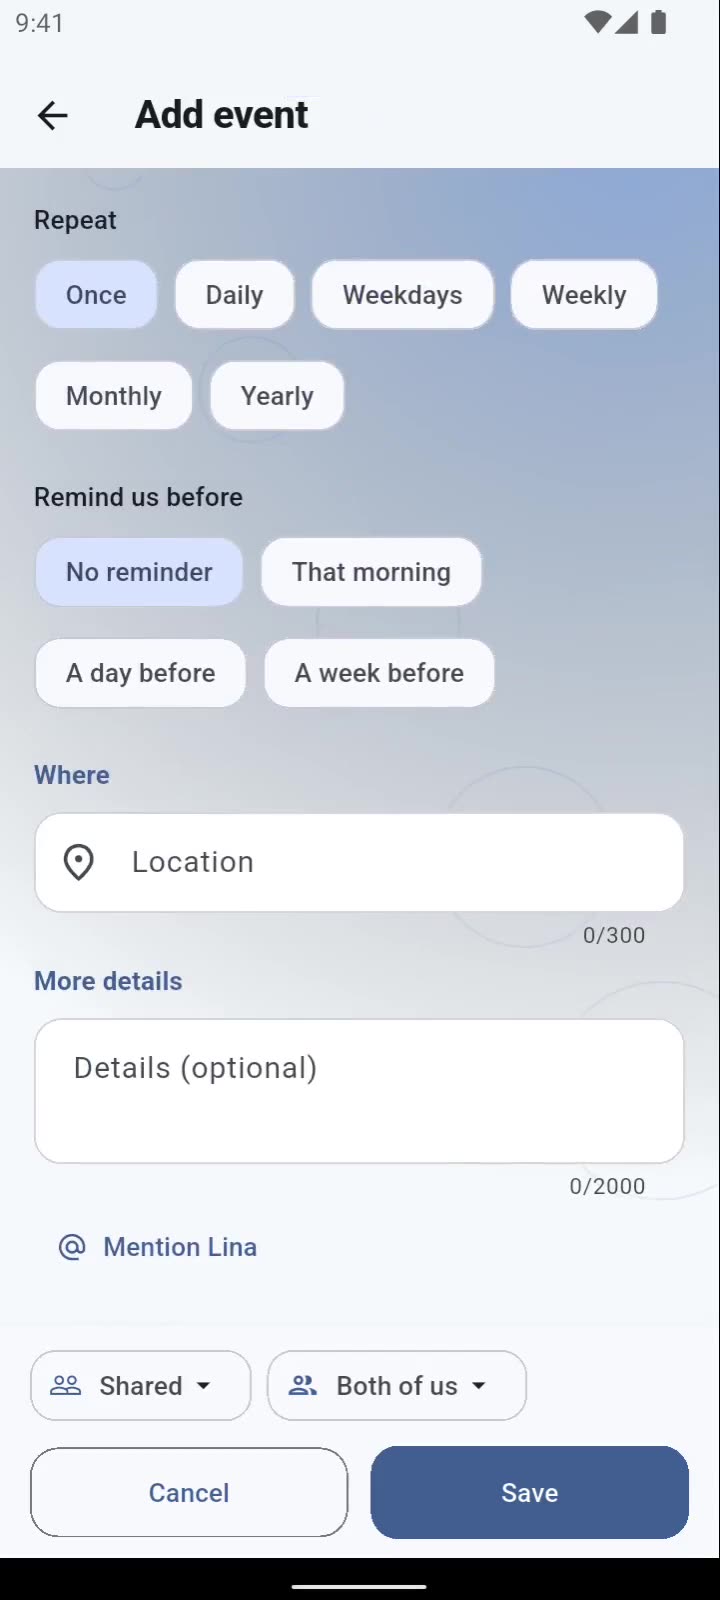 9:41
Add event
Repeat
Once Daily Weekdays Weekly
Monthly Yearly
Remind us before
No reminder That morning
A day before A week before
Where
Location
0/300
More details
Details (optional)
0/2000
Mention Lina
Shared Both of us
Cancel Save